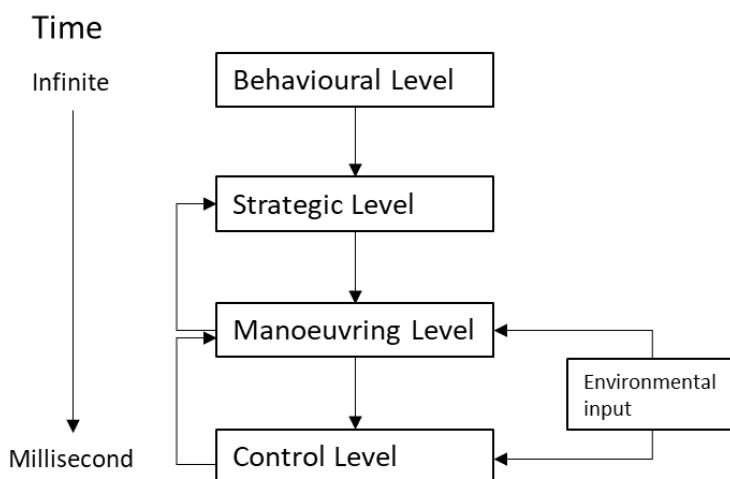 Time
Infinite
Behavioural Level
Strategic Level
Manoeuvring Level
Environmental
input
Millisecond
Control Level